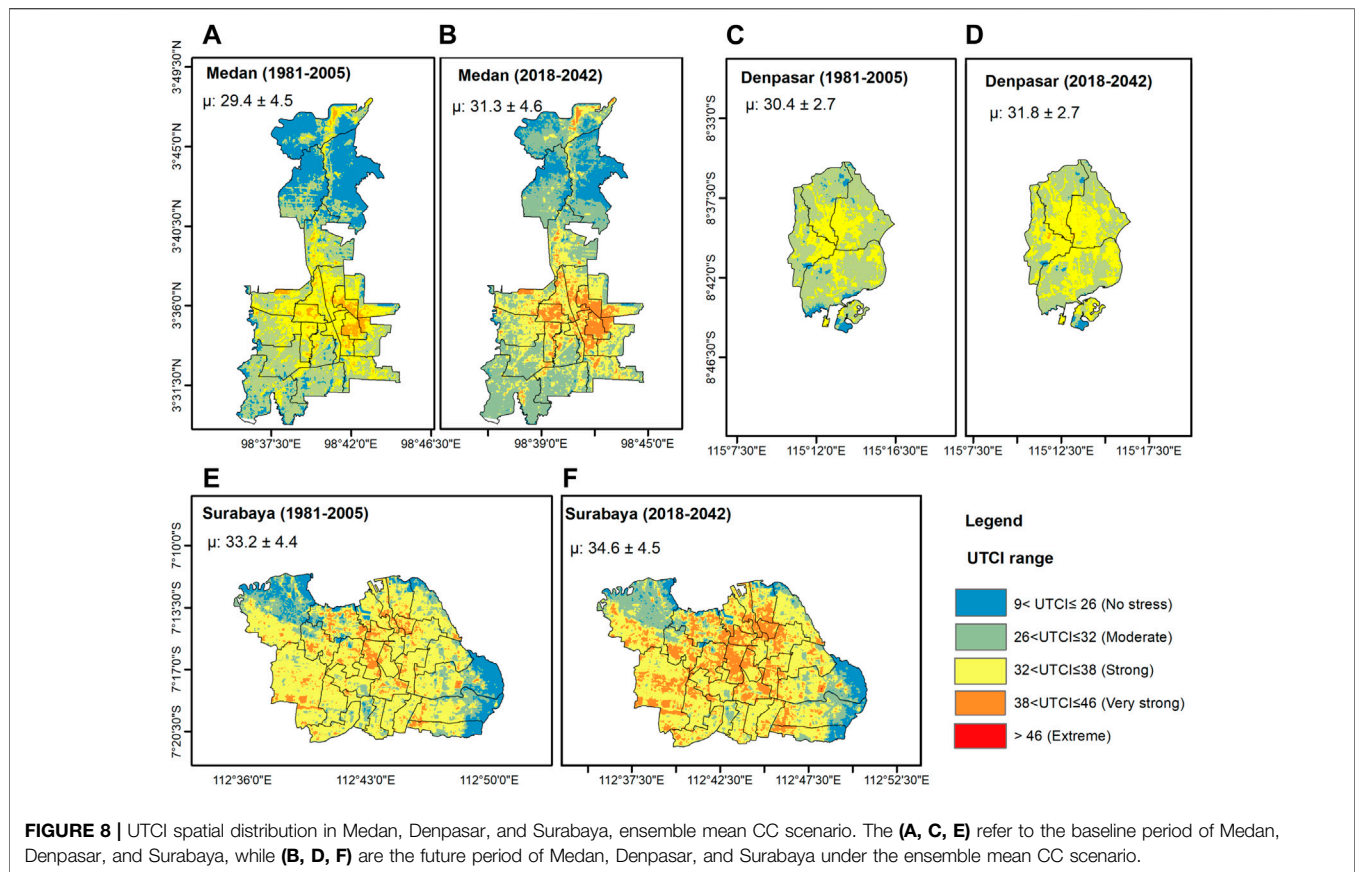 A
B
C
D
Medan (1981-2005)
μ: 29.4 ± 4.5
Medan (2018-2042)
μ: 31.3 ± 4.6
Denpasar (1981-2005)
μ: 30.4 ± 2.7
Denpasar (2018-2042)
μ: 31.8 ± 2.7
3°49'30"N
3°45'0"N
3°40'30"N
3°36'0"N
3°31'30"N
8°33'0"S
8°37'30"S
8°42'0"S
8°46'30"S
98°37'30"E
98°42'0"E
98°46'30"E
98°39'0"E
98°45'0"E
115°7'30"E
115°12'0"E
115°16'30"E
115°7'30"E
115°12'30"E
115°17'30"E
E
F
Surabaya (1981-2005)
μ: 33.2 ± 4.4
Surabaya (2018-2042)
μ: 34.6 ± 4.5
7°10'0"S
7°13'30"S
7°17'0"S
7°20'30"S
112°36'0"E
112°43'0"E
112°50'0"E
112°37'30"E
112°42'30"E
112°47'30"E
112°52'30"E
Legend
UTCI range
9< UTCI≤ 26 (No stress)
26<UTCI≤32 (Moderate)
32<UTCI≤38 (Strong)
38<UTCI≤46 (Very strong)
> 46 (Extreme)
FIGURE 8 | UTCI spatial distribution in Medan, Denpasar, and Surabaya, ensemble mean CC scenario. The (A, C, E) refer to the baseline period of Medan,
Denpasar, and Surabaya, while (B, D, F) are the future period of Medan, Denpasar, and Surabaya under the ensemble mean CC scenario.